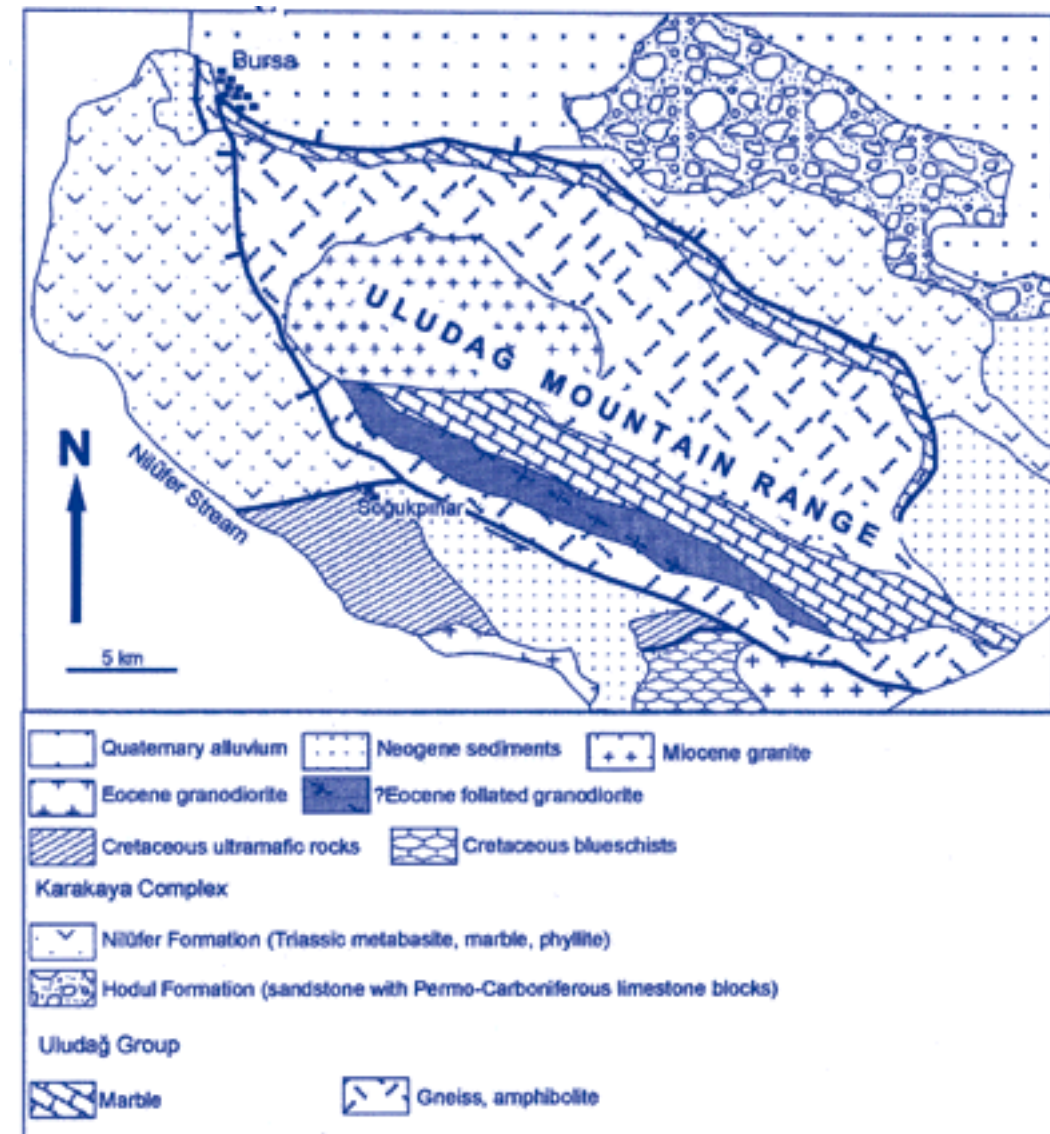 Bursa
ULUDAĞ MOUNTAIN RANGE
N
Nilüfer Stream
Soğukpınar
5 km
Quaternary alluvium Neogene sediments Miocene granite
Eocene granodiorite ?Eocene foliated granodiorite
Cretaceous ultramafic rocks Cretaceous blueschists
Karakaya Complex
Nilüfer Formation (Triassic metabasite, marble, phyllite)
Hodul Formation (sandstone with Permo-Carboniferous limestone blocks)
Uludağ Group
Marble Gneiss, amphibolite